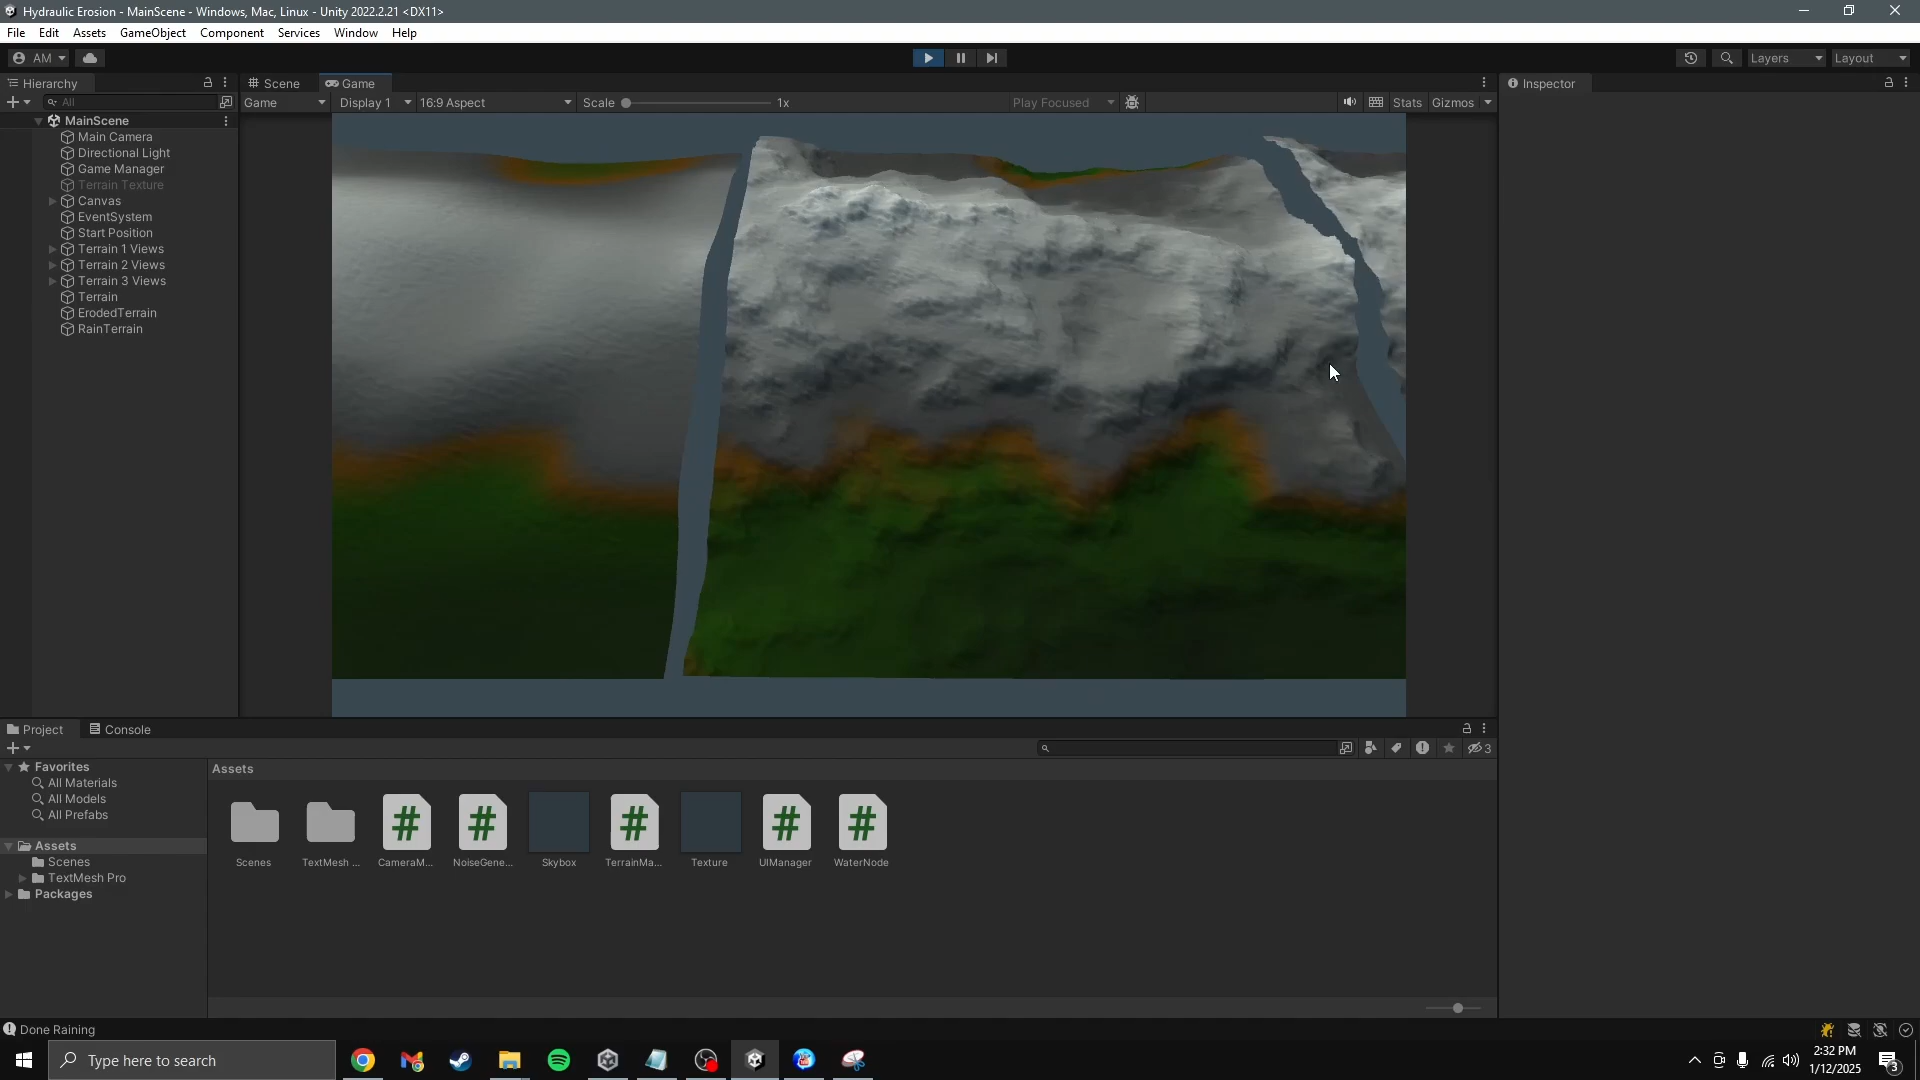 Hydraulic Erosion - MainScene - Windows, Mac, Linux - Unity 2022.2.21 <DX11>
File Edit Assets GameObject Component Services Window Help
AM
Layers Layout
Hierarchy
Scene Game
Inspector
All
Game Display 1 16:9 Aspect Scale 1x Play Focused Stats Gizmos
MainScene
Main Camera
Directional Light
Game Manager
Terrain Texture
Canvas
EventSystem
Start Position
Terrain 1 Views
Terrain 2 Views
Terrain 3 Views
Terrain
ErodedTerrain
RainTerrain
Project Console
3
Favorites
All Materials
All Models
All Prefabs
Assets
Scenes
TextMesh Pro
Packages
Assets
Scenes TextMesh ... CameraM... NoiseGene... Skybox TerrainMa... Texture UIManager WaterNode
Done Raining
Type here to search
2:32 PM
1/12/2025
3